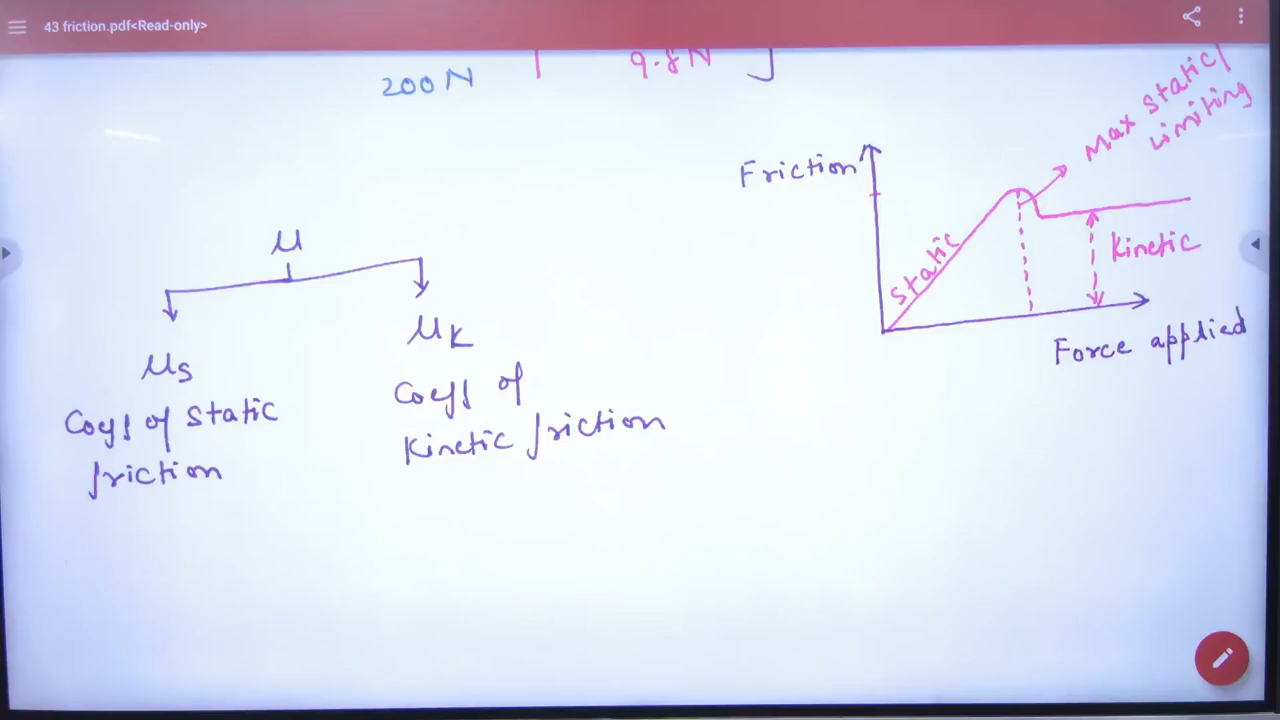 43 friction.pdf<Read-only>
200 N
9.8 N
Max static/
Limiting
Friction
Static
Kinetic
Force applied
μ
μs
Coeff of static
friction
μK
Coeff of
Kinetic friction